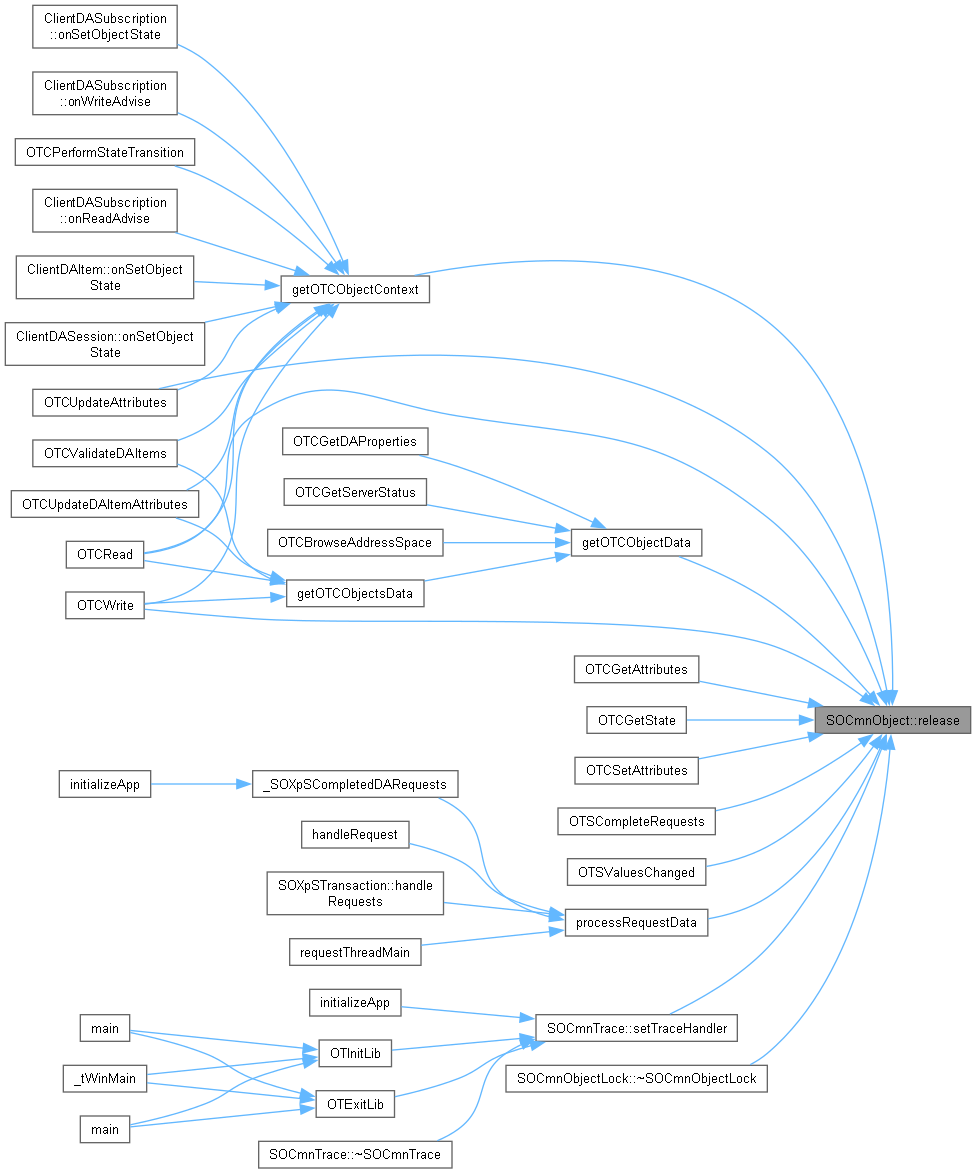 ClientDASubscription
::onSetObjectState
ClientDASubscription
::onWriteAdvise
OTCPerformStateTransition
ClientDASubscription
::onReadAdvise
ClientDAItem::onSetObject
State
getOTCObjectContext
ClientDASession::onSetObject
State
OTCUpdateAttributes
OTCGetDAProperties
OTCValidateDAItems
OTCGetServerStatus
OTCUpdateDAItemAttributes
OTCBrowseAddressSpace
getOTCObjectData
OTCRead
getOTCObjectsData
OTCWrite
OTCGetAttributes
OTCGetState
SOCmnObject::release
OTCSetAttributes
initializeApp
_SOXpSCompletedDARequests
OTSCompleteRequests
handleRequest
OTSValuesChanged
SOXpSTransaction::handle
Requests
processRequestData
requestThreadMain
initializeApp
main
SOCmnTrace::setTraceHandler
OTInitLib
_tWinMain
SOCmnObjectLock::~SOCmnObjectLock
OTExitLib
main
SOCmnTrace::~SOCmnTrace